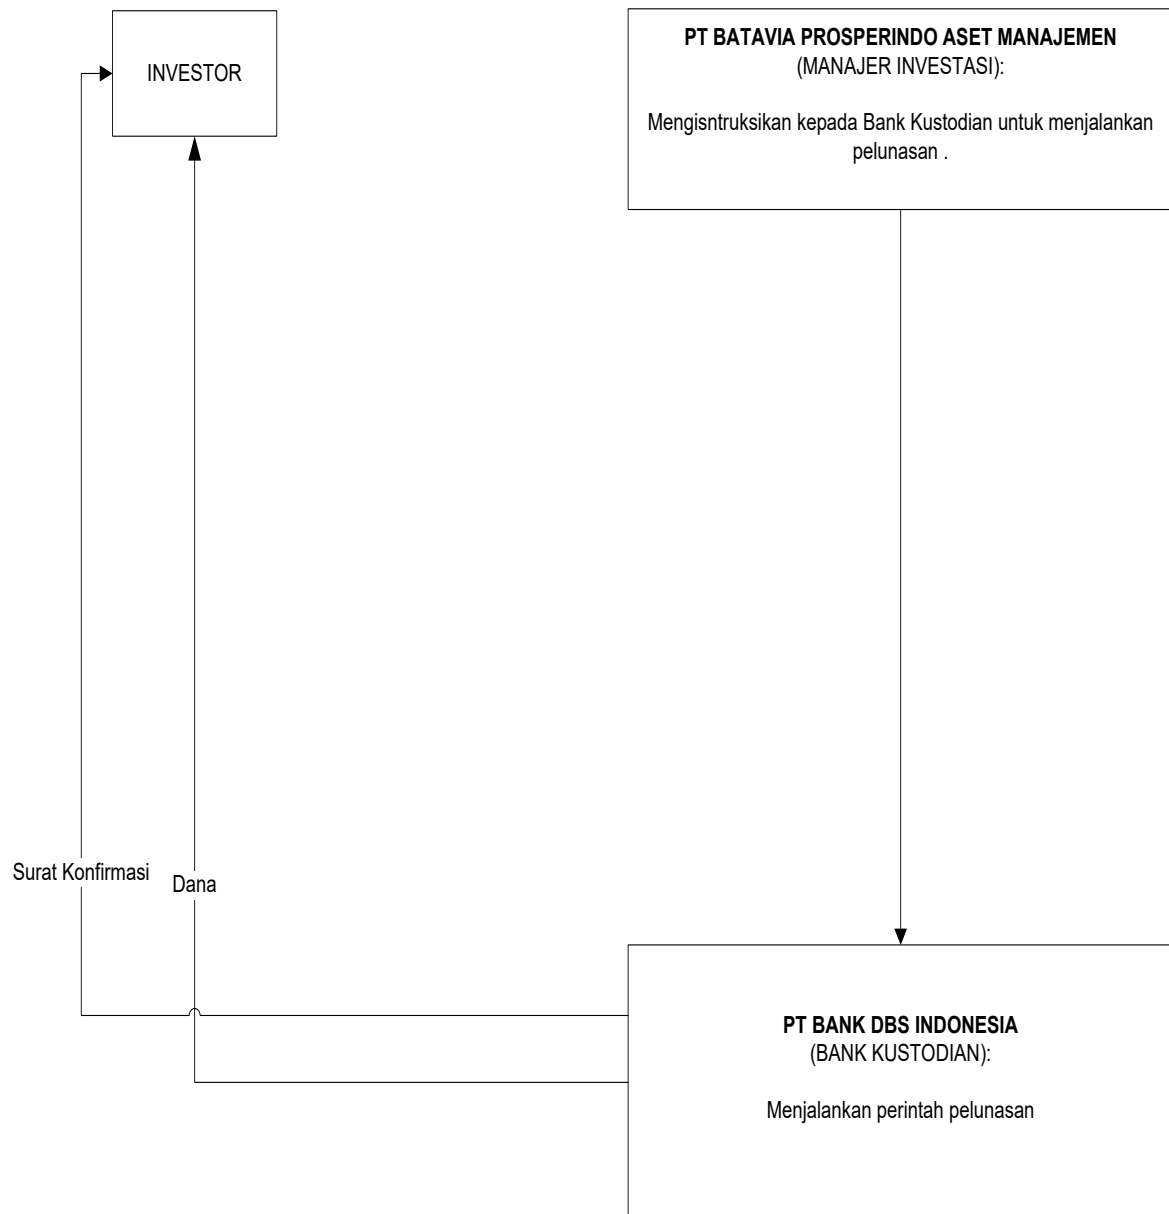 INVESTOR
PT BATAVIA PROSPERINDO ASET MANAJEMEN
(MANAJER INVESTASI):
Mengisntruksikan kepada Bank Kustodian untuk menjalankan
pelunasan .
Surat Konfirmasi
Dana
PT BANK DBS INDONESIA
(BANK KUSTODIAN):
Menjalankan perintah pelunasan